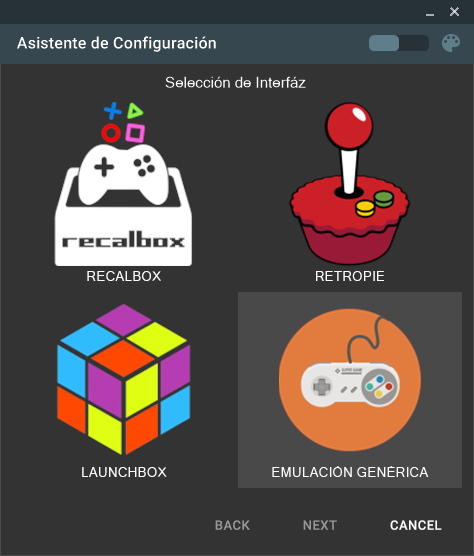 Asistente de Configuración
Selección de Interfáz
recalbox
RECALBOX
RETROPIE
LAUNCHBOX
EMULACIÓN GENÉRICA
BACK
NEXT
CANCEL